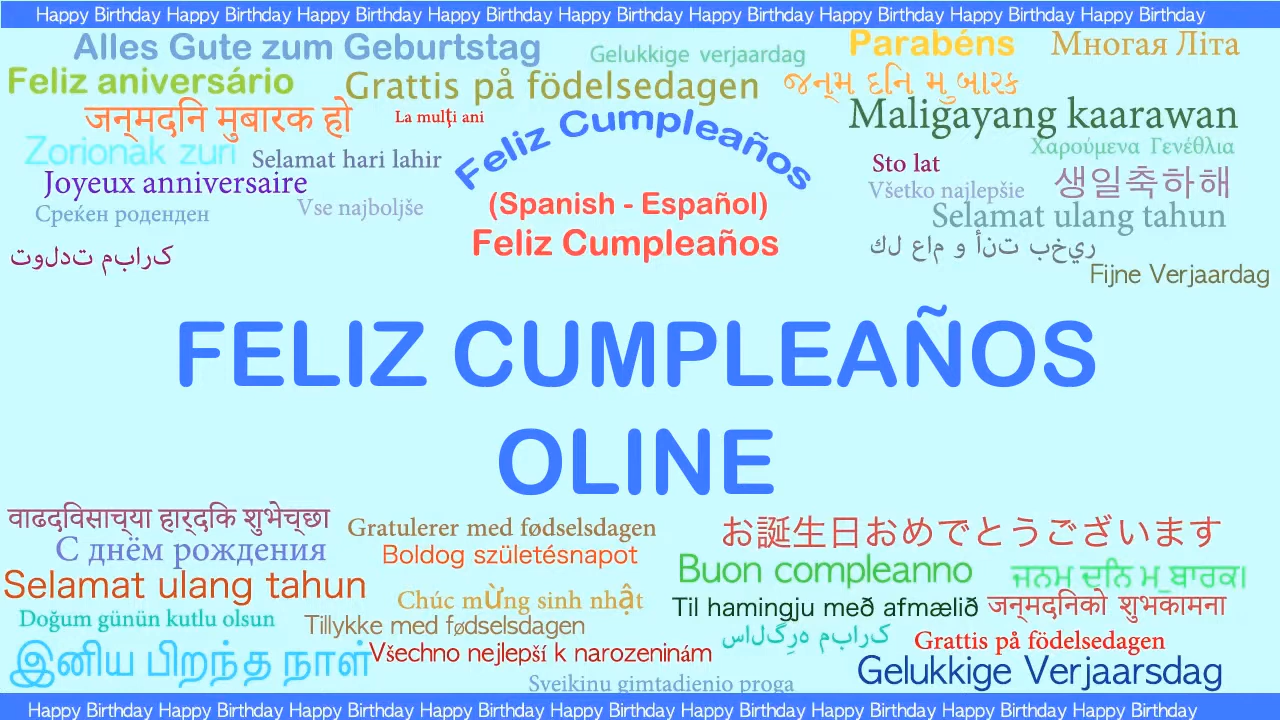 Happy Birthday Happy Birthday Happy Birthday Happy Birthday Happy Birthday Happy Birthday Happy Birthday Happy Birthday Happy Birthday
Alles Gute zum Geburtstag
Gelukkige verjaardag
Parabéns
Многая Літа
Feliz aniversário
Grattis på födelsedagen
જન્મ દિન મુબારક
जन्मदिन मुबारक हो
La mulţi ani
Feliz Cumpleaños
Maligayang kaarawan
Zorionak zuri
Selamat hari lahir
Sto lat
Χαρούμενα Γενέθλια
Joyeux anniversaire
(Spanish - Español)
Všetko najlepšie
생일축하해
Среќен роденден
Vse najboljše
Selamat ulang tahun
Feliz Cumpleaños
تولدت مبارک
كل عام و أنت بخير
Fijne Verjaardag
FELIZ CUMPLEAÑOS
OLINE
वाढदिवसाच्या हार्दिक शुभेच्छा
Gratulerer med fødselsdagen
お誕生日おめでとうございます
С днём рождения
Boldog születésnapot
Buon compleanno
ਜਨਮ ਦਿਨ ਮੁਬਾਰਕ।
Selamat ulang tahun
Chúc mừng sinh nhật
Til hamingju með afmælið
जन्मदिनको शुभकामना
Doğum günün kutlu olsun
Tillykke med fødselsdagen
سالگرہ مبارک
Grattis på födelsedagen
இனிய பிறந்த நாள்
Všechno nejlepší k narozeninám
Gelukkige Verjaarsdag
Sveikinu gimtadienio proga
Happy Birthday Happy Birthday Happy Birthday Happy Birthday Happy Birthday Happy Birthday Happy Birthday Happy Birthday Happy Birthday